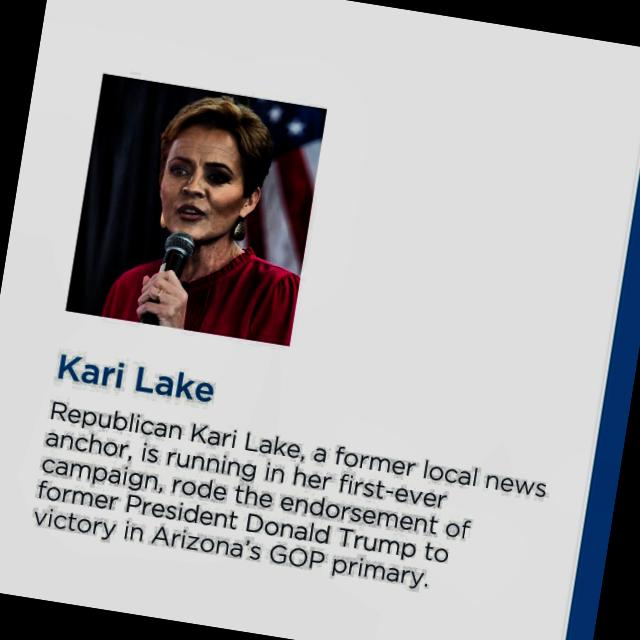 Kari Lake
Republican Kari Lake, a former local news
anchor, is running in her first-ever
campaign, rode the endorsement of
former President Donald Trump to
victory in Arizona's GOP primary.